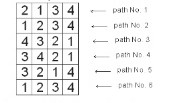 2 1 3 4 path No. 1
1 2 3 4 path No. 2
4 3 2 1 path No. 3
3 4 2 1 path No. 4
3 2 1 4 path No. 5
1 2 3 4 path No. 6